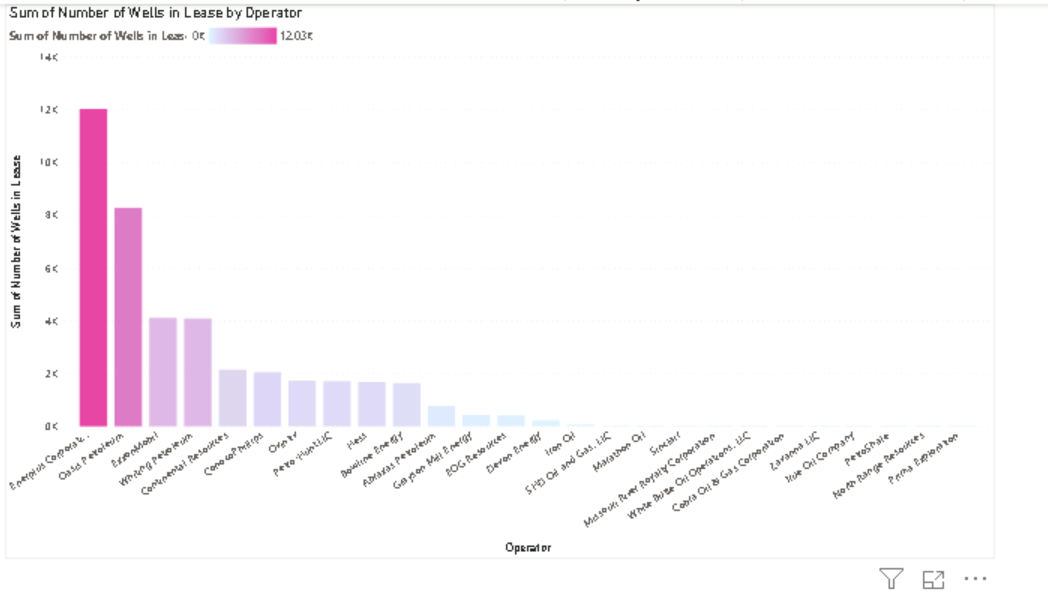 Sum of Number of Wells in Lease by Operator
Sum of Number of Wells in Leas· 0K 12.03K
14K
12K
10K
8K
6K
4K
2K
0K
Sum of Number of Wells in Lease
Enerplus Corporati...
Oasis Petroleum
ExxonMobil
Whiting Petroleum
Continental Resources
ConocoPhillips
Ovintiv
Petro-Hunt LLC
Hess
Bowline Energy
Abraxas Petroleum
Grayson Mill Energy
EOG Resources
Devon Energy
Iron Oil
Oil and Gas, LLC
Marathon Oil
Sinclair
Missouri River Royalty Corporation
White Butte Oil Operations, LLC
Cobra Oil & Gas Corporation
Zavanna LLC
True Oil Company
PetroShale
North Range Resources
Prima Exploration
Operator